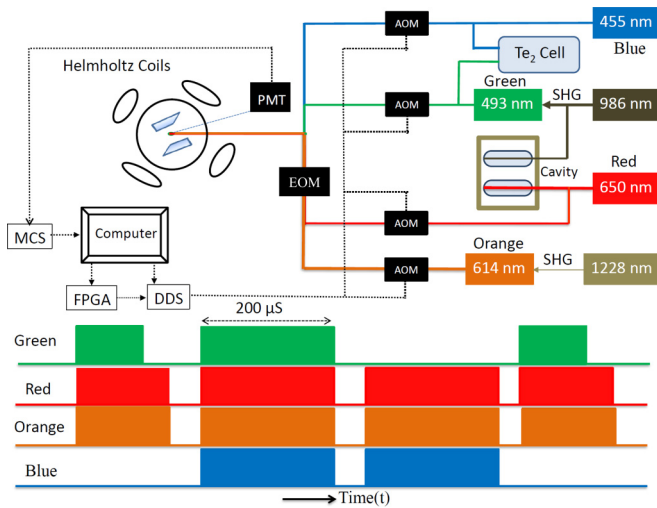 AOM
455 nm
Blue
Te2 Cell
Helmholtz Coils
PMT
Green
SHG
AOM
493 nm
986 nm
Cavity
Red
650 nm
EOM
AOM
MCS
Computer
Orange
SHG
AOM
614 nm
1228 nm
FPGA
DDS
200 µS
Green
Red
Orange
Blue
Time(t)